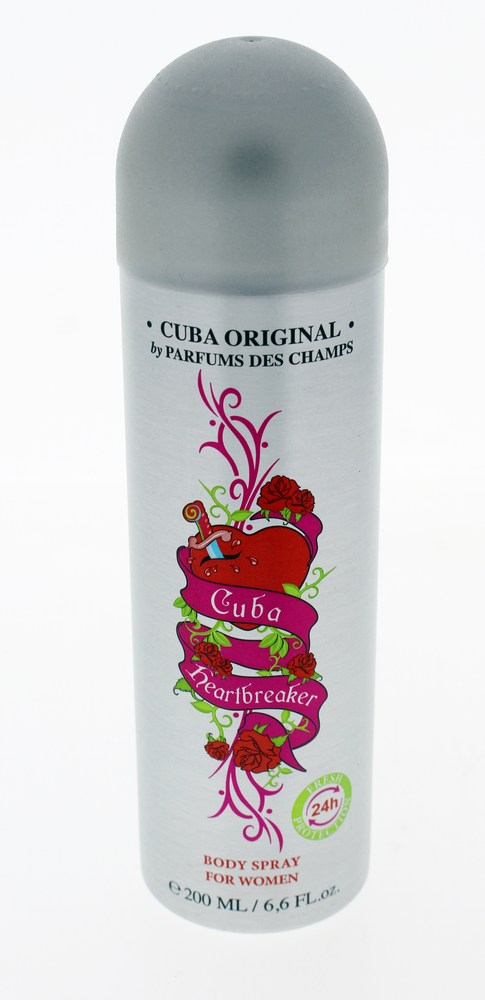 • CUBA ORIGINAL •
by PARFUMS DES CHAMPS
Cuba
Heartbreaker
FRESH
24h
PROTECTION
BODY SPRAY
FOR WOMEN
℮ 200 ML / 6,6 FL.oz.